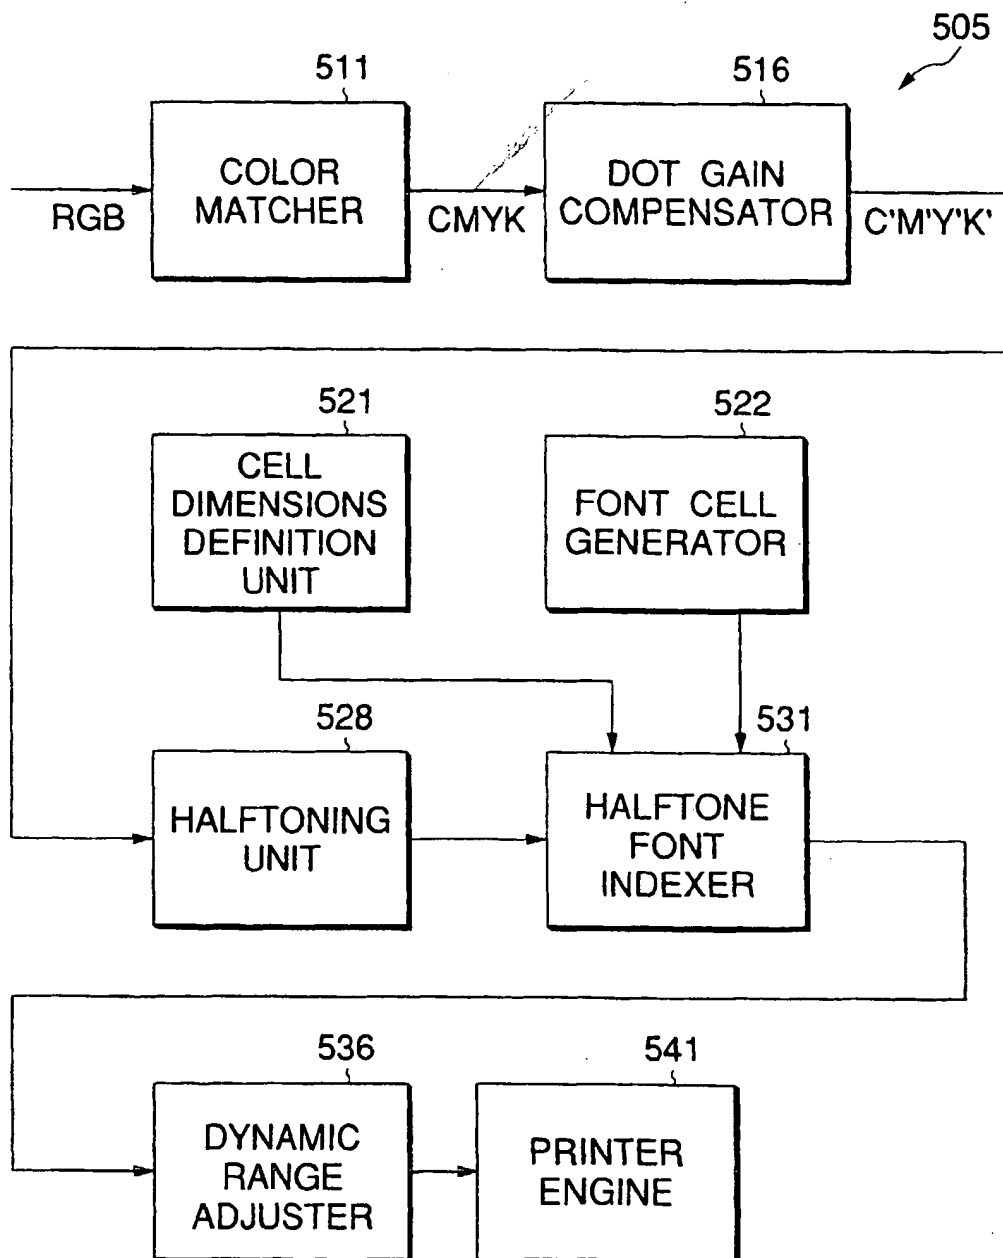 505
511
516
COLOR
MATCHER
DOT GAIN
COMPENSATOR
RGB
CMYK
C'M'Y'K'
521
522
CELL
DIMENSIONS
DEFINITION
UNIT
FONT CELL
GENERATOR
528
531
HALFTONING
UNIT
HALFTONE
FONT
INDEXER
536
541
DYNAMIC
RANGE
ADJUSTER
PRINTER
ENGINE